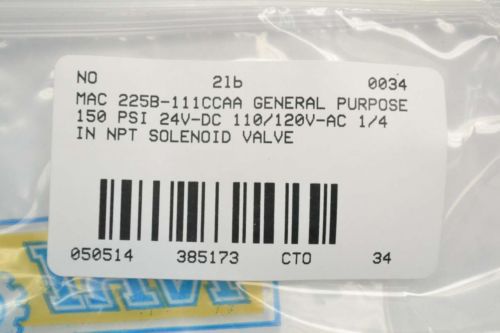 NO 2lb 0034
MAC 225B-111CCAA GENERAL PURPOSE
150 PSI 24V-DC 110/120V-AC 1/4
IN NPT SOLENOID VALVE
050514 385173 CTO 34